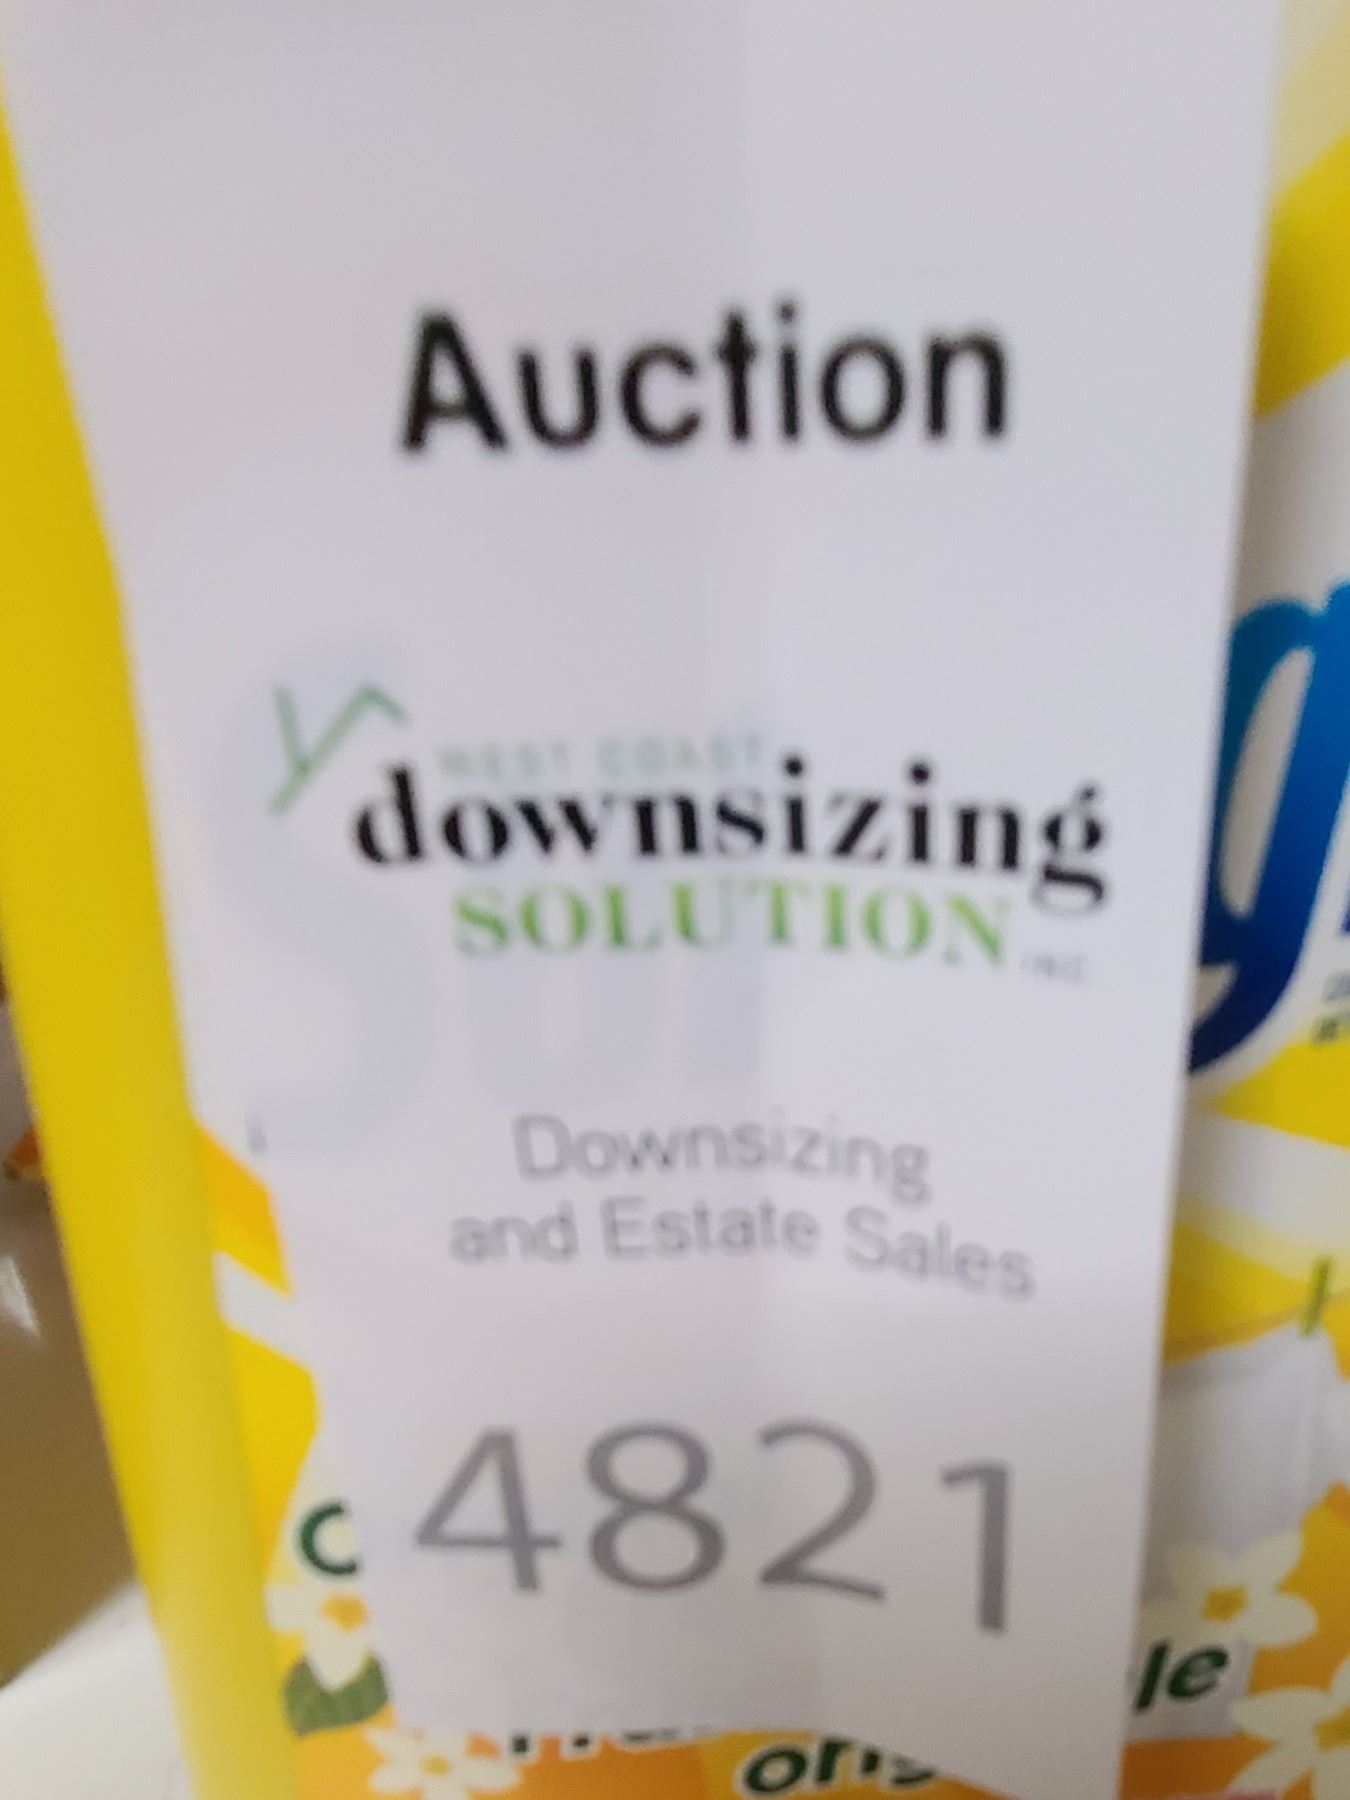 Auction
WEST COAST
downsizing
SOLUTION INC
Downsizing
and Estate Sales
4821